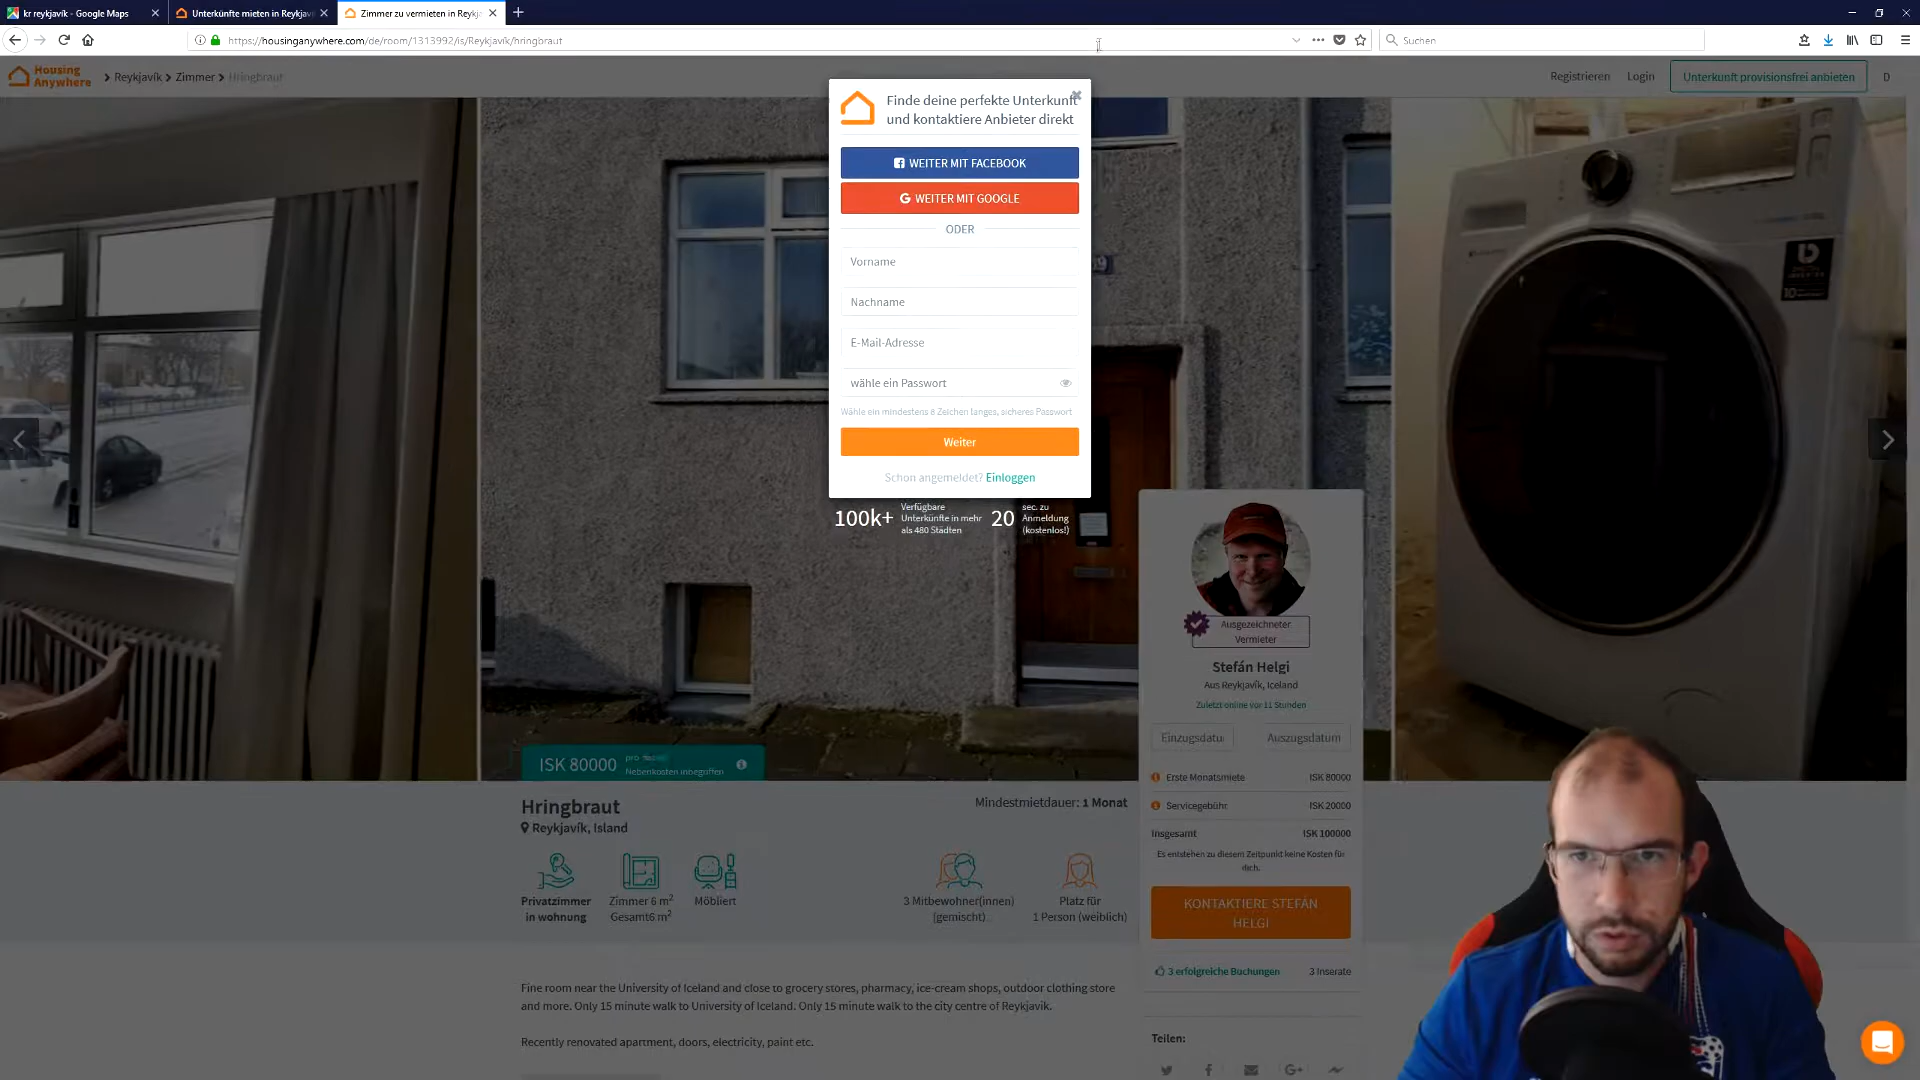 kr reykjavík - Google Maps
Unterkünfte mieten in Reykjaví
Zimmer zu vermieten in Reykja
https://housinganywhere.com/de/room/1313992/is/Reykjavík/hringbraut
Suchen
Housing
Anywhere
Reykjavík
Zimmer
Hringbraut
Registrieren
Login
Unterkunft provisionsfrei anbieten
D
Finde deine perfekte Unterkunft
und kontaktiere Anbieter direkt
WEITER MIT FACEBOOK
G WEITER MIT GOOGLE
ODER
Vorname
Nachname
E-Mail-Adresse
wähle ein Passwort
Wähle ein mindestens 8 Zeichen langes, sicheres Passwort
Weiter
Schon angemeldet? Einloggen
100k+
Verfügbare
Unterkünfte in mehr
als 480 Städten
20
sec. zu
Anmeldung
(kostenlos!)
DIGITAL
INVERTER
10
Ausgezeichneter
Vermieter
Stefán Helgi
Aus Reykjavík, Iceland
Zuletzt online vor 11 Stunden
Einzugsdatu
Auszugsdatum
Erste Monatsmiete ISK 80000
Servicegebühr ISK 20000
Insgesamt ISK 100000
Es entstehen zu diesem Zeitpunkt keine Kosten für
dich.
KONTAKTIERE STEFÁN
HELGI
3 erfolgreiche Buchungen
3 Inserate
Teilen:
ISK 80000
pro
Nebenkosten inbegriffen
Hringbraut
Reykjavík, Island
Mindestmietdauer: 1 Monat
Privatzimmer
in wohnung
Zimmer 6 m²
Gesamt6 m²
Möbliert
3 Mitbewohner(innen)
(gemischt)
Platz für
1 Person (weiblich)
Fine room near the University of Iceland and close to grocery stores, pharmacy, ice-cream shops, outdoor clothing store
and more. Only 15 minute walk to University of Iceland. Only 15 minute walk to the city centre of Reykjavik.
Recently renovated apartment, doors, electricity, paint etc.